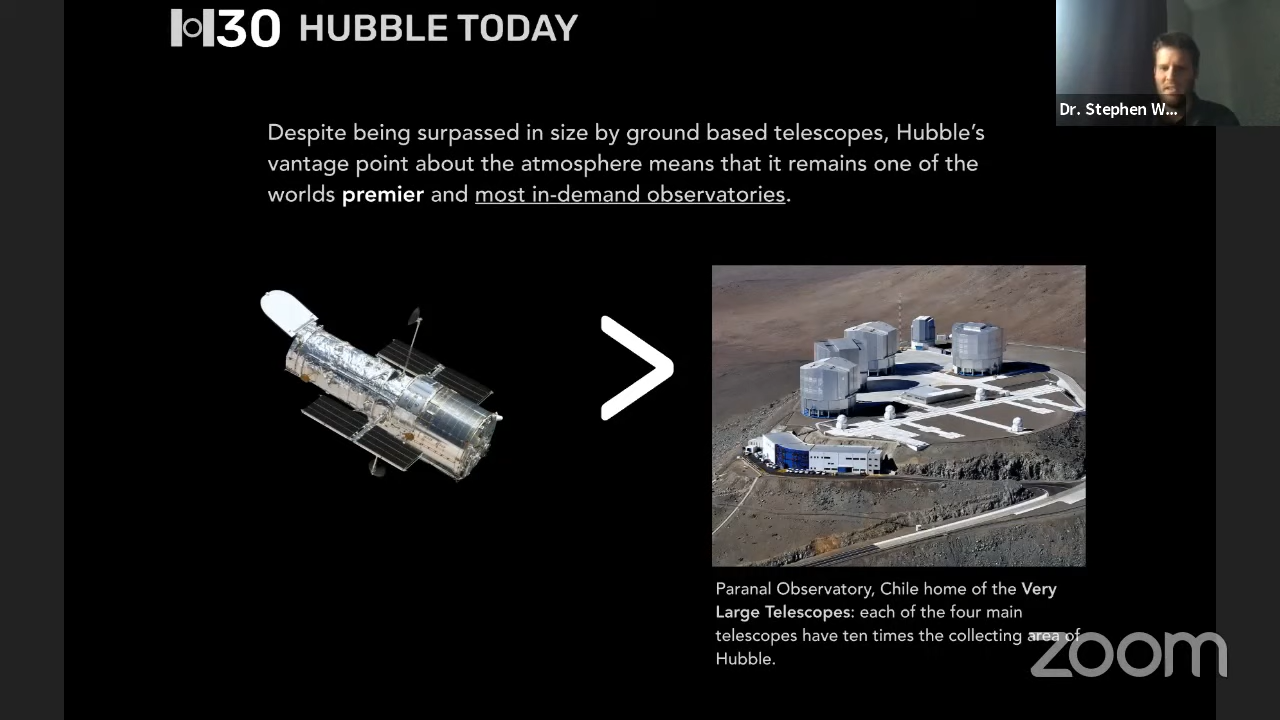 H30 HUBBLE TODAY
Dr. Stephen W...
Despite being surpassed in size by ground based telescopes, Hubble's
vantage point about the atmosphere means that it remains one of the
worlds premier and most in-demand observatories.
>
Paranal Observatory, Chile home of the Very
Large Telescopes: each of the four main
telescopes have ten times the collecting area of
Hubble.
zoom